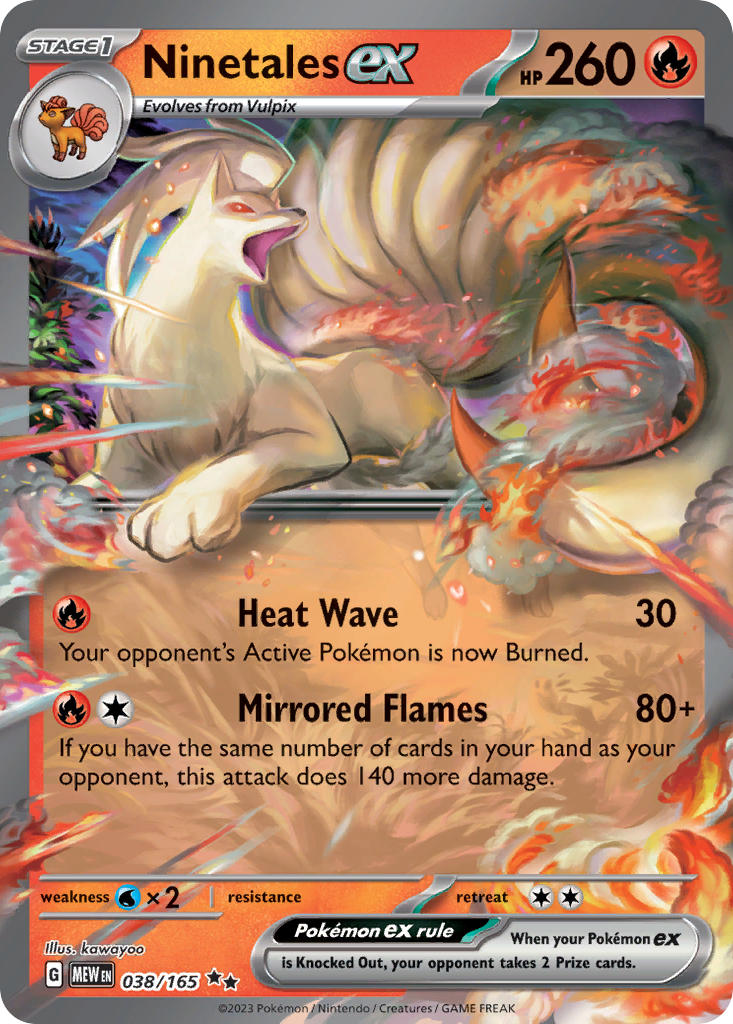 STAGE 1
Ninetales ex
HP 260
Evolves from Vulpix
Heat Wave 30
Your opponent's Active Pokémon is now Burned.
Mirrored Flames 80+
If you have the same number of cards in your hand as your
opponent, this attack does 140 more damage.
weakness ×2 resistance retreat
Pokémon ex rule When your Pokémon ex
is Knocked Out, your opponent takes 2 Prize cards.
Illus. kawayoo
G MEW EN 038/165
©2023 Pokémon / Nintendo / Creatures / GAME FREAK